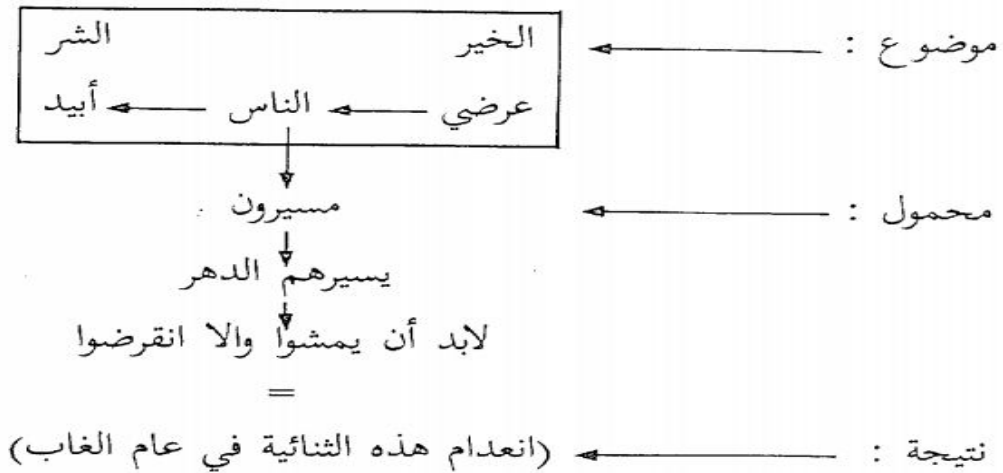 موضوع : الخير الشر
عرضي الناس أبيد
محمول : مسيرون
يسيرهم الدهر
لابد أن يمشوا والا انقرضوا
=
نتيجة : (انعدام هذه الثنائية في عام الغاب)